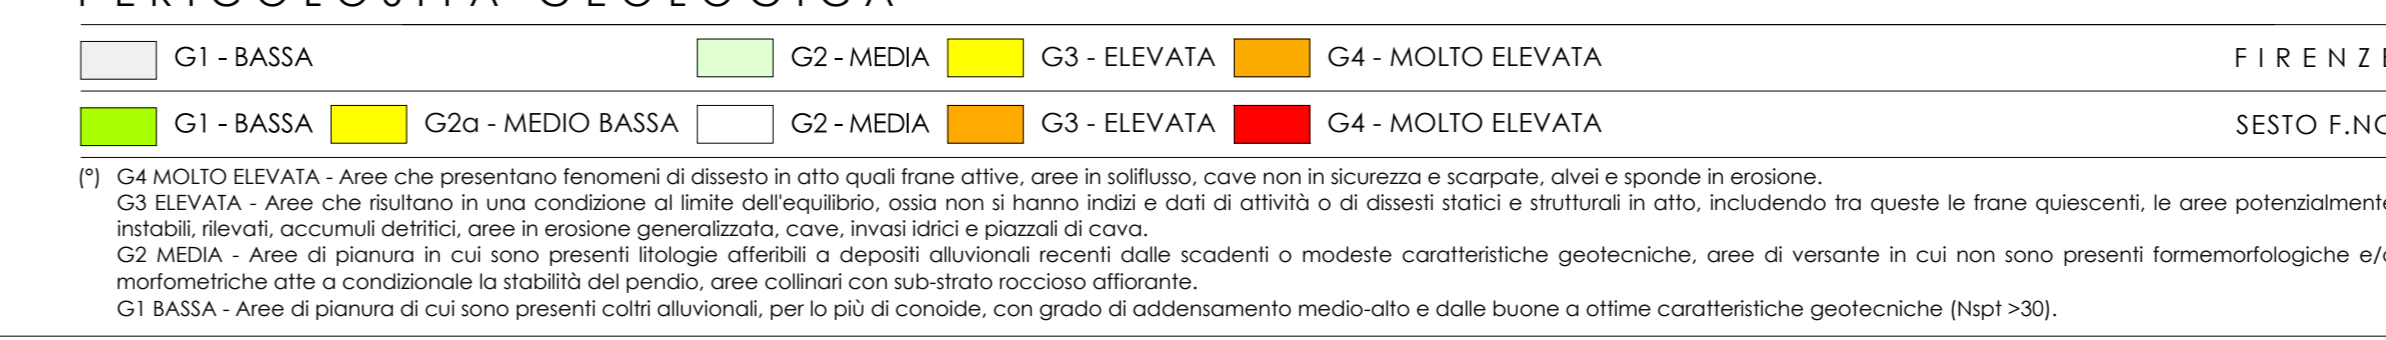 PERICOLOSITÀ GEOLOGICA
G1 - BASSA G2 - MEDIA G3 - ELEVATA G4 - MOLTO ELEVATA FIRENZE
G1 - BASSA G2a - MEDIO BASSA G2 - MEDIA G3 - ELEVATA G4 - MOLTO ELEVATA SESTO F.NO
(°) G4 MOLTO ELEVATA - Aree che presentano fenomeni di dissesto in atto quali frane attive, aree in soliflusso, cave non in sicurezza e scarpate, alvei e sponde in erosione.
G3 ELEVATA - Aree che risultano in una condizione al limite dell'equilibrio, ossia non si hanno indizi e dati di attività o di dissesti statici e strutturali in atto, includendo tra queste le frane quiescenti, le aree potenzialmente
instabili, rilevati, accumuli detritici, aree in erosione generalizzata, cave, invasi idrici e piazzali di cava.
G2 MEDIA - Aree di pianura in cui sono presenti litologie afferibili a depositi alluvionali recenti dalle scadenti o modeste caratteristiche geotecniche, aree di versante in cui non sono presenti formemorfologiche e/o
morfometriche atte a condizionale la stabilità del pendio, aree collinari con sub-strato roccioso affiorante.
G1 BASSA - Aree di pianura di cui sono presenti coltri alluvionali, per lo più di conoide, con grado di addensamento medio-alto e dalle buone a ottime caratteristiche geotecniche (Nspt >30).